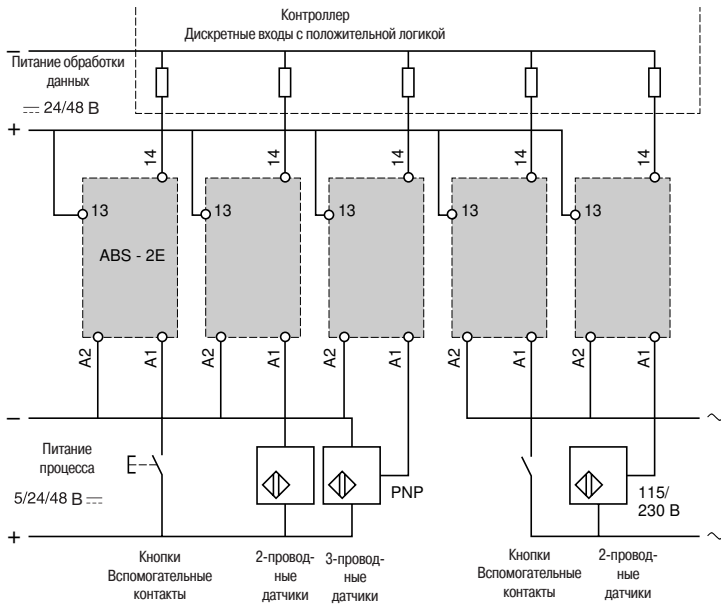 Контроллер
Дискретные входы с положительной логикой
−
Питание обработки
данных
⎓ 24/48 В
+
14
14
14
14
14
13
13
13
13
13
ABS - 2E
A2
A1
A2
A1
A2
A1
A2
A1
A2
A1
−
~
Питание
процесса
5/24/48 В ⎓
PNP
115/
230 В
+
~
Кнопки
Вспомогательные
контакты
2-провод-
ные
датчики
3-провод-
ные
датчики
Кнопки
Вспомогательные
контакты
2-провод-
ные
датчики